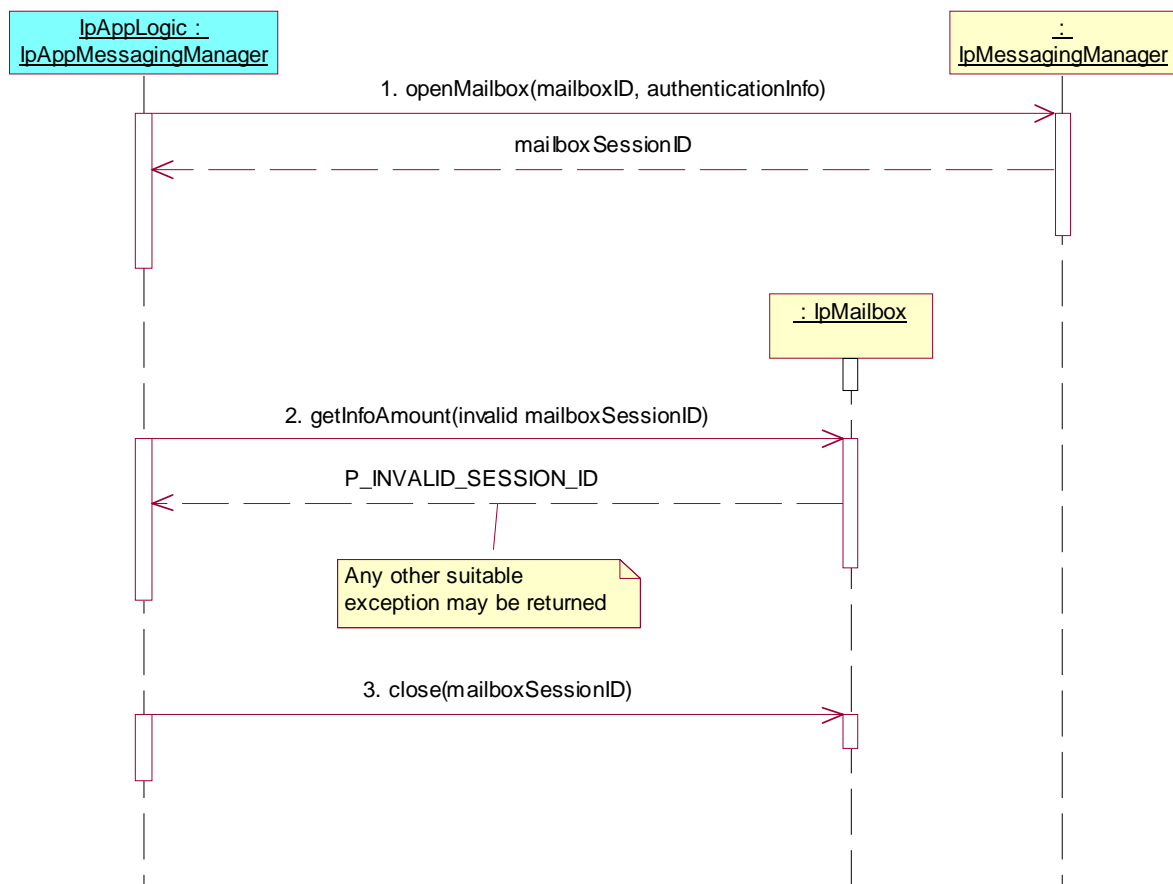 IpAppLogic :
IpAppMessagingManager
:
IpMessagingManager
1. openMailbox(mailboxID, authenticationInfo)
mailboxSessionID
: IpMailbox
2. getInfoAmount(invalid mailboxSessionID)
P_INVALID_SESSION_ID
Any other suitable
exception may be returned
3. close(mailboxSessionID)